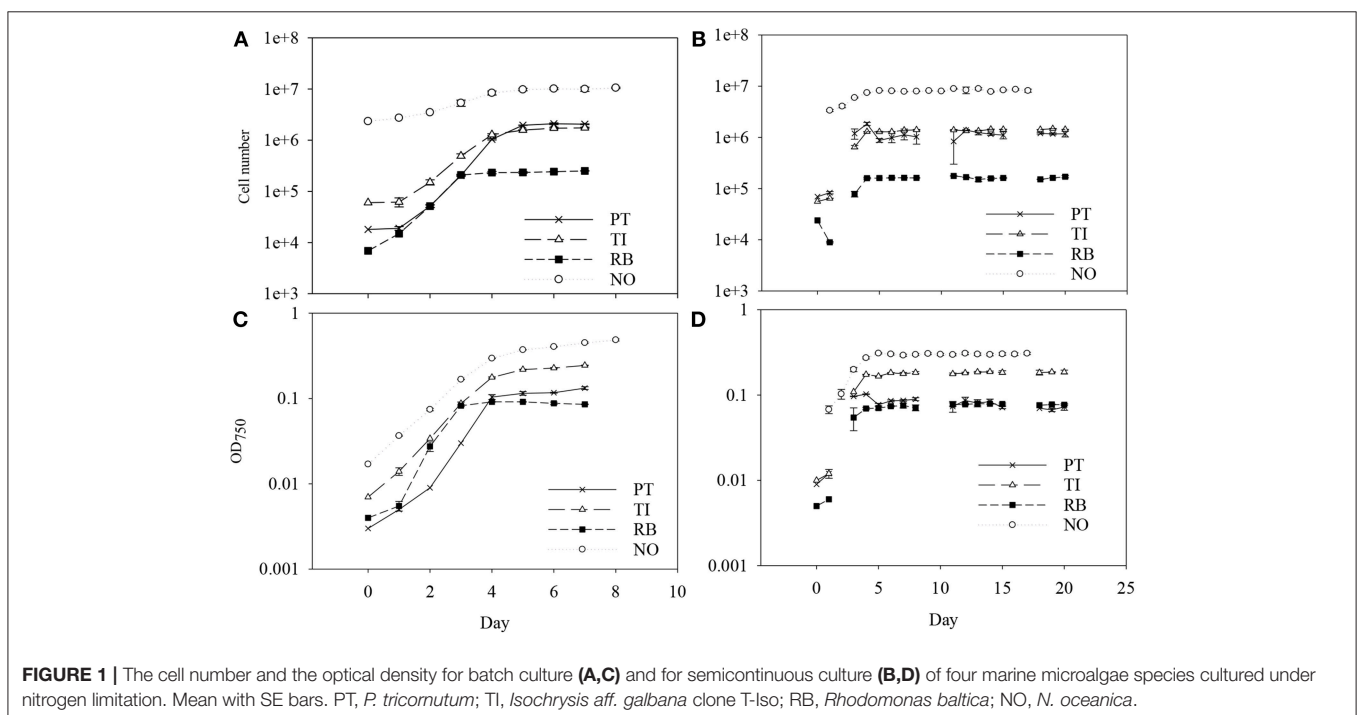 A
1e+8
1e+7
1e+6
1e+5
1e+4
1e+3
Cell number
PT
TI
RB
NO
B
1e+8
1e+7
1e+6
1e+5
1e+4
1e+3
PT
TI
RB
NO
C
1
0.1
0.01
0.001
OD750
PT
TI
RB
NO
0 2 4 6 8 10
Day
D
1
0.1
0.01
0.001
PT
TI
RB
NO
0 5 10 15 20 25
Day
FIGURE 1 | The cell number and the optical density for batch culture (A,C) and for semicontinuous culture (B,D) of four marine microalgae species cultured under
nitrogen limitation. Mean with SE bars. PT, P. tricornutum; TI, Isochrysis aff. galbana clone T-Iso; RB, Rhodomonas baltica; NO, N. oceanica.